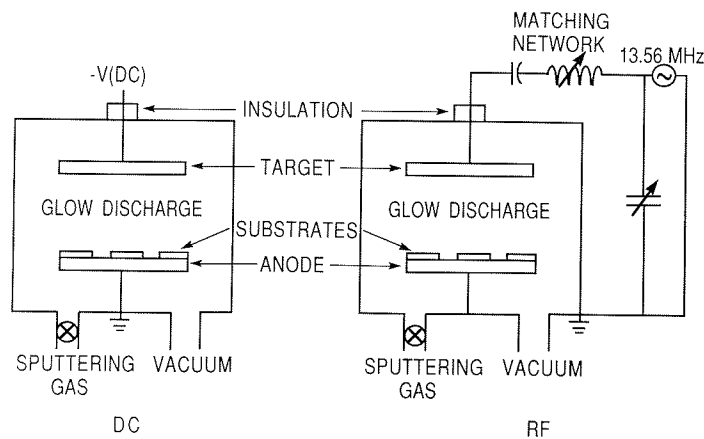 MATCHING
NETWORK
13.56 MHz
-V(DC)
INSULATION
TARGET
GLOW DISCHARGE
GLOW DISCHARGE
SUBSTRATES
ANODE
SPUTTERING
GAS
VACUUM
SPUTTERING
GAS
VACUUM
DC
RF